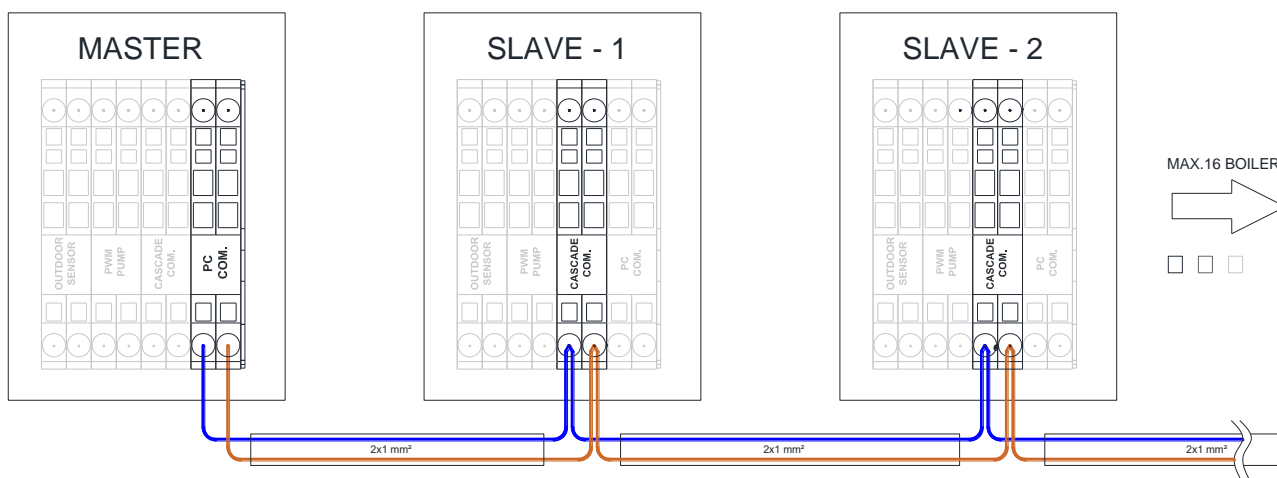 MASTER
SLAVE - 1
SLAVE - 2
MAX.16 BOILER
OUTDOOR
SENSOR
PWM
PUMP
CASCADE
COM.
PC
COM.
OUTDOOR
SENSOR
PWM
PUMP
CASCADE
COM.
PC
COM.
OUTDOOR
SENSOR
PWM
PUMP
CASCADE
COM.
PC
COM.
2x1 mm²
2x1 mm²
2x1 mm²